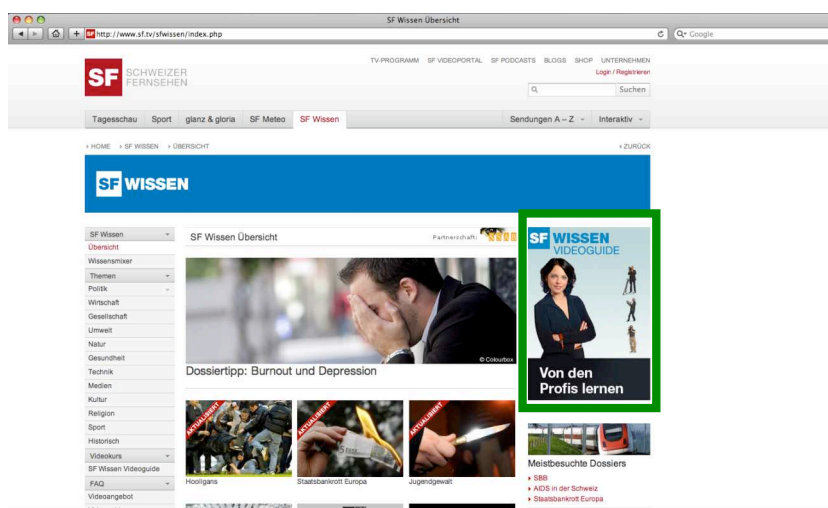 SF Wissen Übersicht
http://www.sf.tv/sfwissen/index.php
Google
SF SCHWEIZER FERNSEHEN
TV-PROGRAMM SF VIDEOPORTAL SF PODCASTS BLOGS SHOP UNTERNEHMEN
Login / Registrieren
Suchen
Tagesschau Sport glanz & gloria SF Meteo SF Wissen Sendungen A – Z Interaktiv
HOME SF WISSEN ÜBERSICHT ZURÜCK
SF WISSEN
SF Wissen
Übersicht
Wissensmixer
Themen
Politik
Wirtschaft
Gesellschaft
Umwelt
Natur
Gesundheit
Technik
Medien
Kultur
Religion
Sport
Historisch
Videokurs
SF Wissen Videoguide
FAQ
Videoangebot
SF Wissen Übersicht
Partnerschaft:
© Colourbox
Dossiertipp: Burnout und Depression
AKTUALISIERT
Hooligans
AKTUALISIERT
Staatsbankrott Europa
AKTUALISIERT
Jugendgewalt
SF WISSEN
VIDEOGUIDE
Von den
Profis lernen
Meistbesuchte Dossiers
SBB
AIDS in der Schweiz
Staatsbankrott Europa